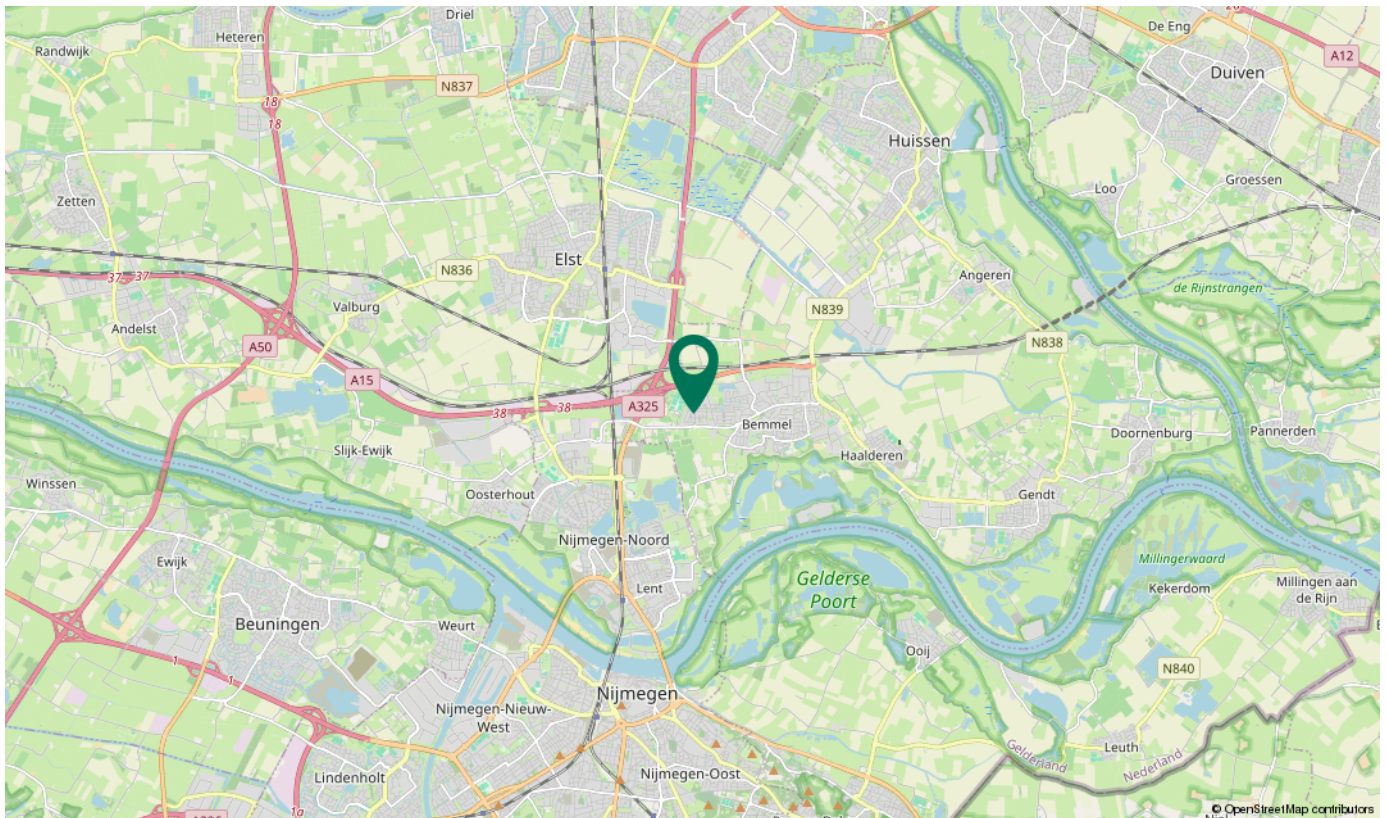 Driel
Heteren
Randwijk
De Eng
A12
Duiven
N837
18
18
Huissen
Loo
Groessen
Zetten
Elst
N836
37
37
Angeren
de Rijnstrangen
Valburg
N839
Andelst
A50
N838
A15
A325
38
38
Bemmel
Doornenburg
Pannerden
Slijk-Ewijk
Haalderen
Winssen
Oosterhout
Gendt
Nijmegen-Noord
Ewijk
Millingerwaard
Gelderse
Poort
Lent
Kekerdom
Millingen aan
de Rijn
Beuningen
Weurt
Ooij
1
1
N840
Nijmegen
Nijmegen-Nieuw-
West
Leuth
Gelderland
Nederland
Lindenholt
Nijmegen-Oost
1a
© OpenStreetMap contributors